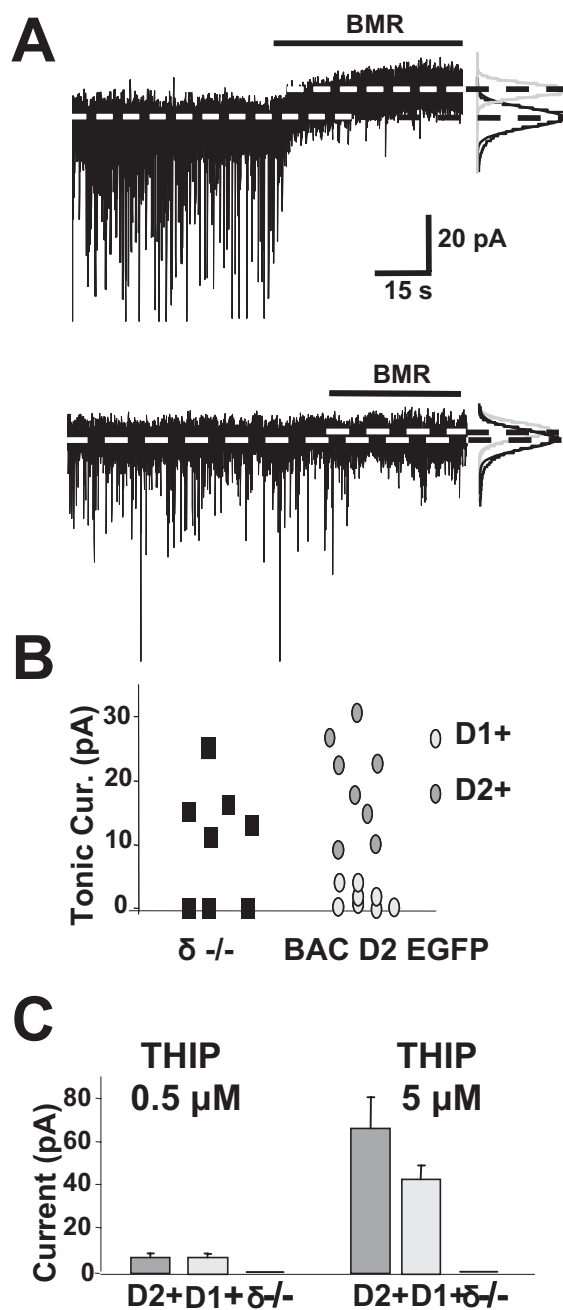 A
BMR
20 pA
15 s
BMR
B
Tonic Cur. (pA)
30
20
10
0
D1+
D2+
δ -/-
BAC D2 EGFP
C
THIP
0.5 μM
THIP
5 μM
Current (pA)
80
60
40
20
0
D2+D1+δ-/-
D2+D1+δ-/-